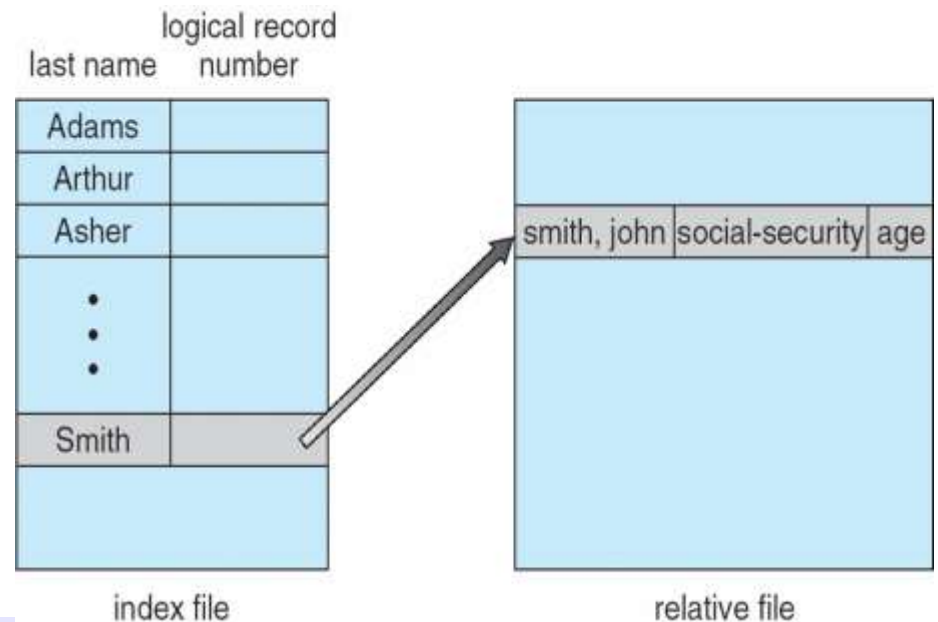 logical record
last name number
Adams
Arthur
Asher
Smith
smith, john social-security age
index file
relative file